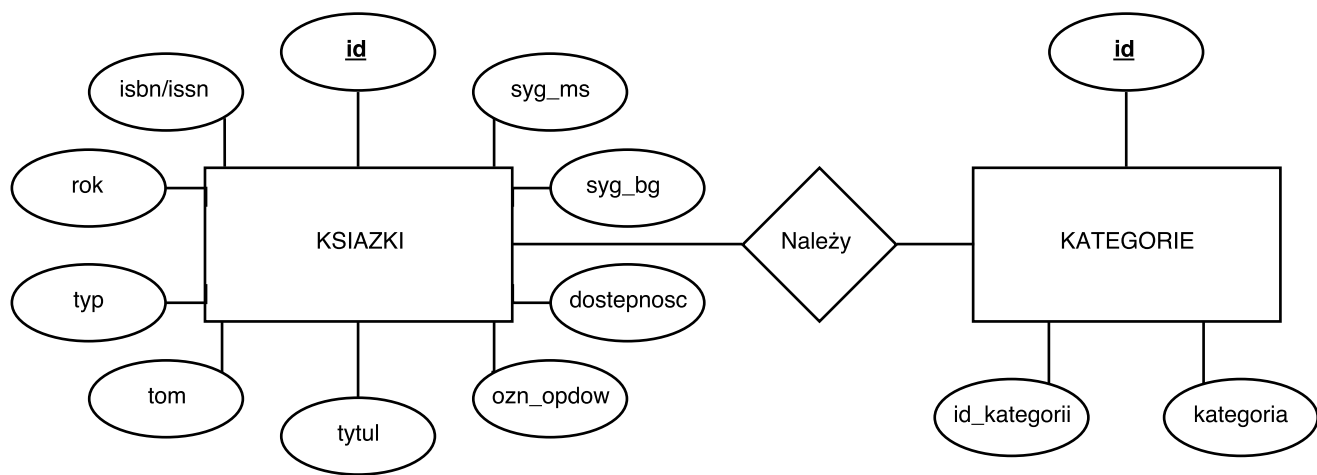 id
id
isbn/issn
syg_ms
rok
syg_bg
KSIAZKI
Należy
KATEGORIE
typ
dostepnosc
tom
ozn_opdow
id_kategorii
kategoria
tytul